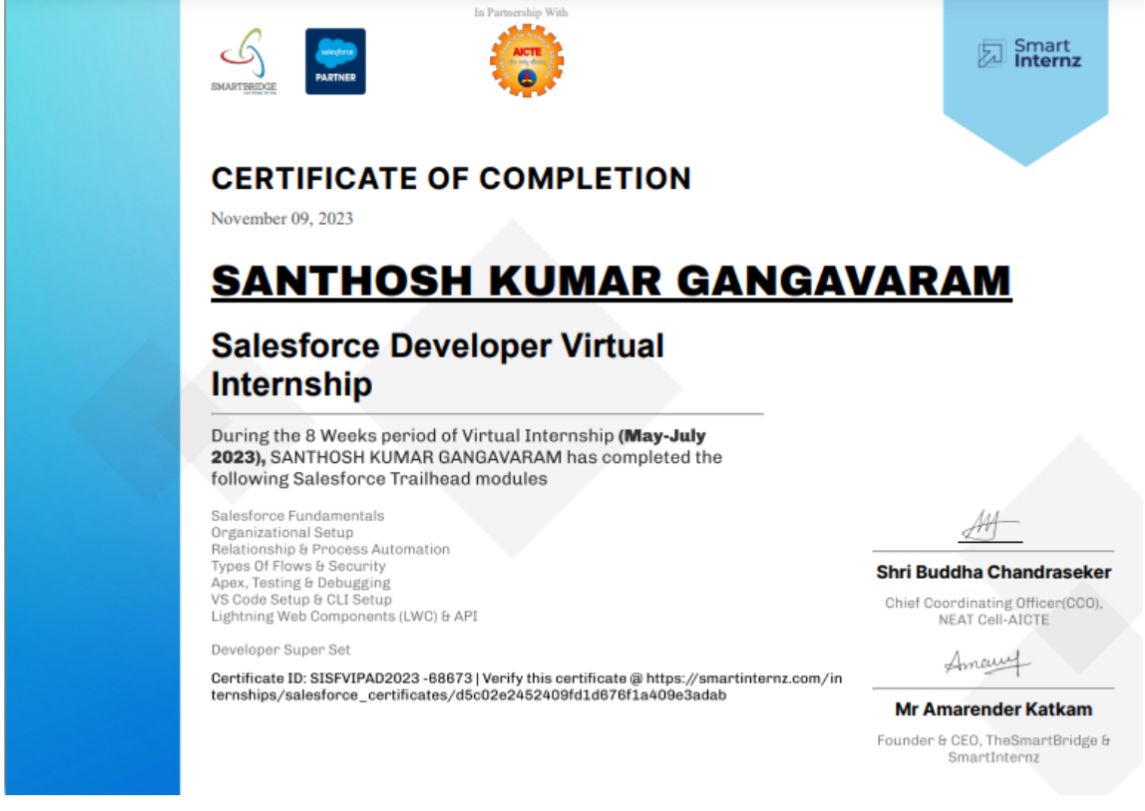 In Partnership With
SMARTBRIDGE
salesforce
PARTNER
AICTE
Smart
Internz
CERTIFICATE OF COMPLETION
November 09, 2023
SANTHOSH KUMAR GANGAVARAM
Salesforce Developer Virtual
Internship
During the 8 Weeks period of Virtual Internship (May-July
2023), SANTHOSH KUMAR GANGAVARAM has completed the
following Salesforce Trailhead modules
Salesforce Fundamentals
Organizational Setup
Relationship & Process Automation
Types Of Flows & Security
Apex, Testing & Debugging
VS Code Setup & CLI Setup
Lightning Web Components (LWC) & API
Developer Super Set
Certificate ID: SISFVIPAD2023 -68673 | Verify this certificate @ https://smartinternz.com/in
ternships/salesforce_certificates/d5c02e2452409fd1d676f1a409e3adab
Shri Buddha Chandraseker
Chief Coordinating Officer(CCO),
NEAT Cell-AICTE
Mr Amarender Katkam
Founder & CEO, TheSmartBridge &
SmartInternz